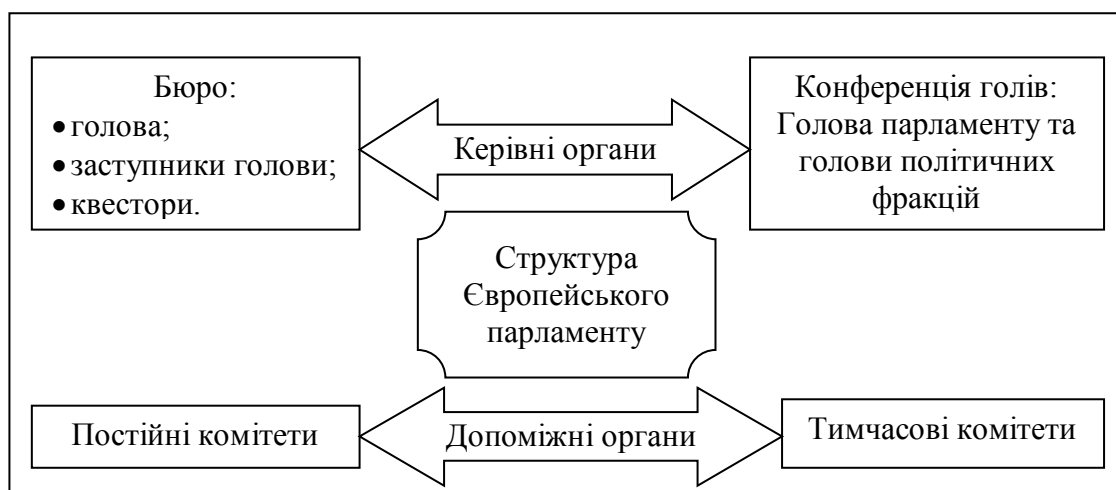 Бюро:
• голова;
• заступники голови;
• квестори.
Керівні органи
Конференція голів:
Голова парламенту та
голови політичних
фракцій
Структура
Європейського
парламенту
Постійні комітети
Допоміжні органи
Тимчасові комітети